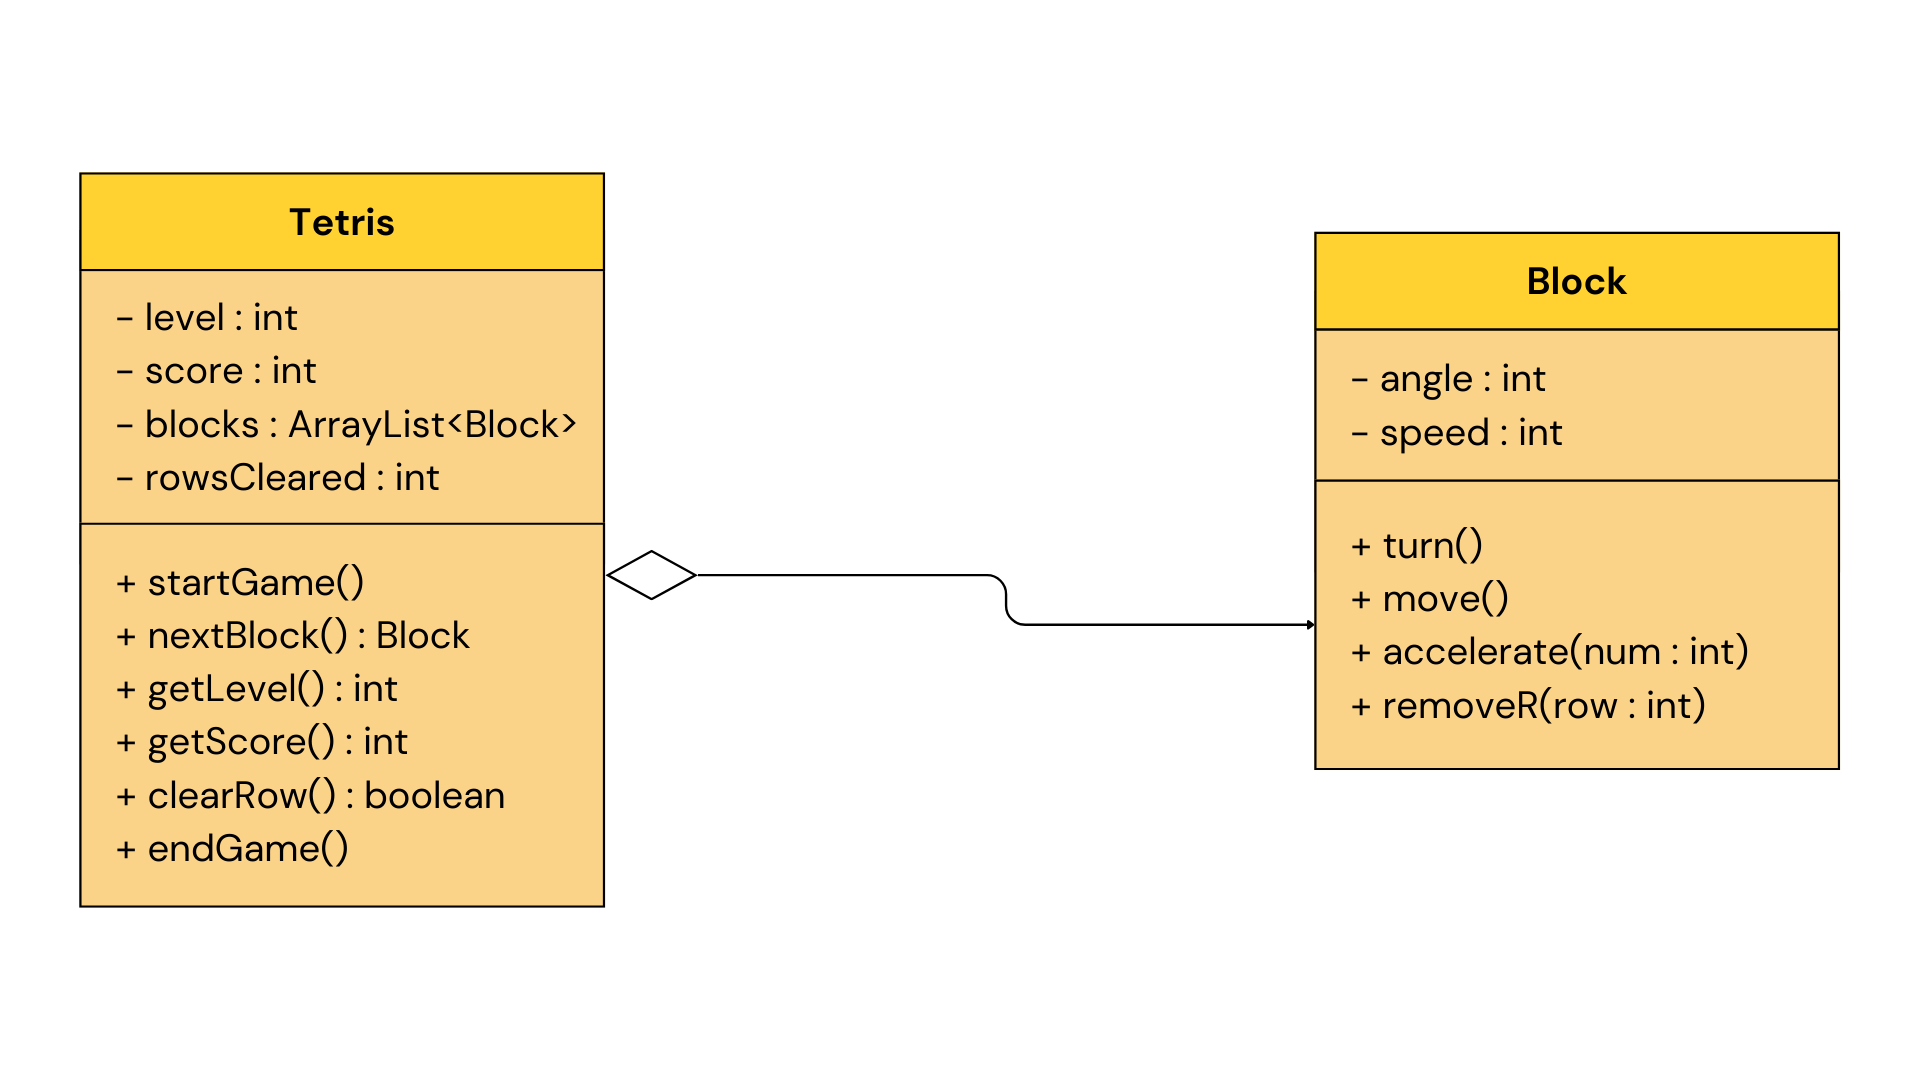 Tetris
- level : int
- score : int
- blocks : ArrayList<Block>
- rowsCleared : int
+ startGame()
+ nextBlock() : Block
+ getLevel() : int
+ getScore() : int
+ clearRow() : boolean
+ endGame()
Block
- angle : int
- speed : int
+ turn()
+ move()
+ accelerate(num : int)
+ removeR(row : int)